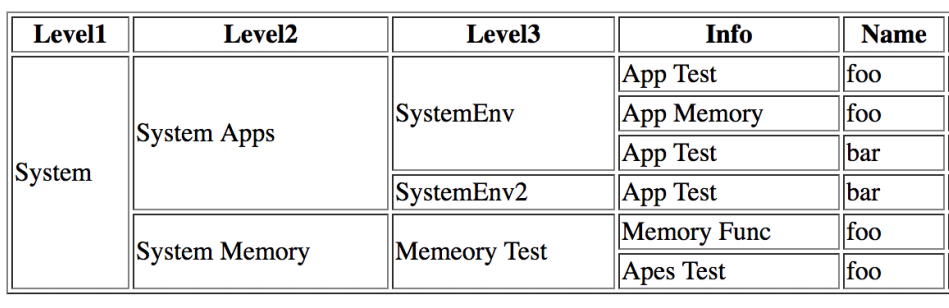 Level1 Level2 Level3 Info Name
System System Apps SystemEnv App Test foo
App Memory foo
App Test bar
SystemEnv2 App Test bar
System Memory Memeory Test Memory Func foo
Apes Test foo